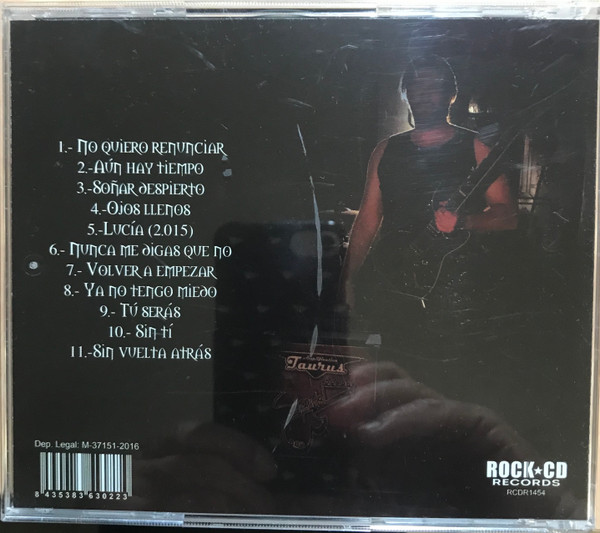 1.- No quiero renunciar
2.-Aún hay tiempo
3.-Soñar despierto
4.-Ojos llenos
5.-Lucía (2.015)
6.- Nunca me digas que no
7.- Volver a empezar
8.- Ya no tengo miedo
9.- Tú serás
10.- Sin tí
11.-Sin vuelta atrás
Taurus
Dep. Legal: M-37151-2016
8 435383 630223
ROCK★CD
RECORDS
RCDR1454